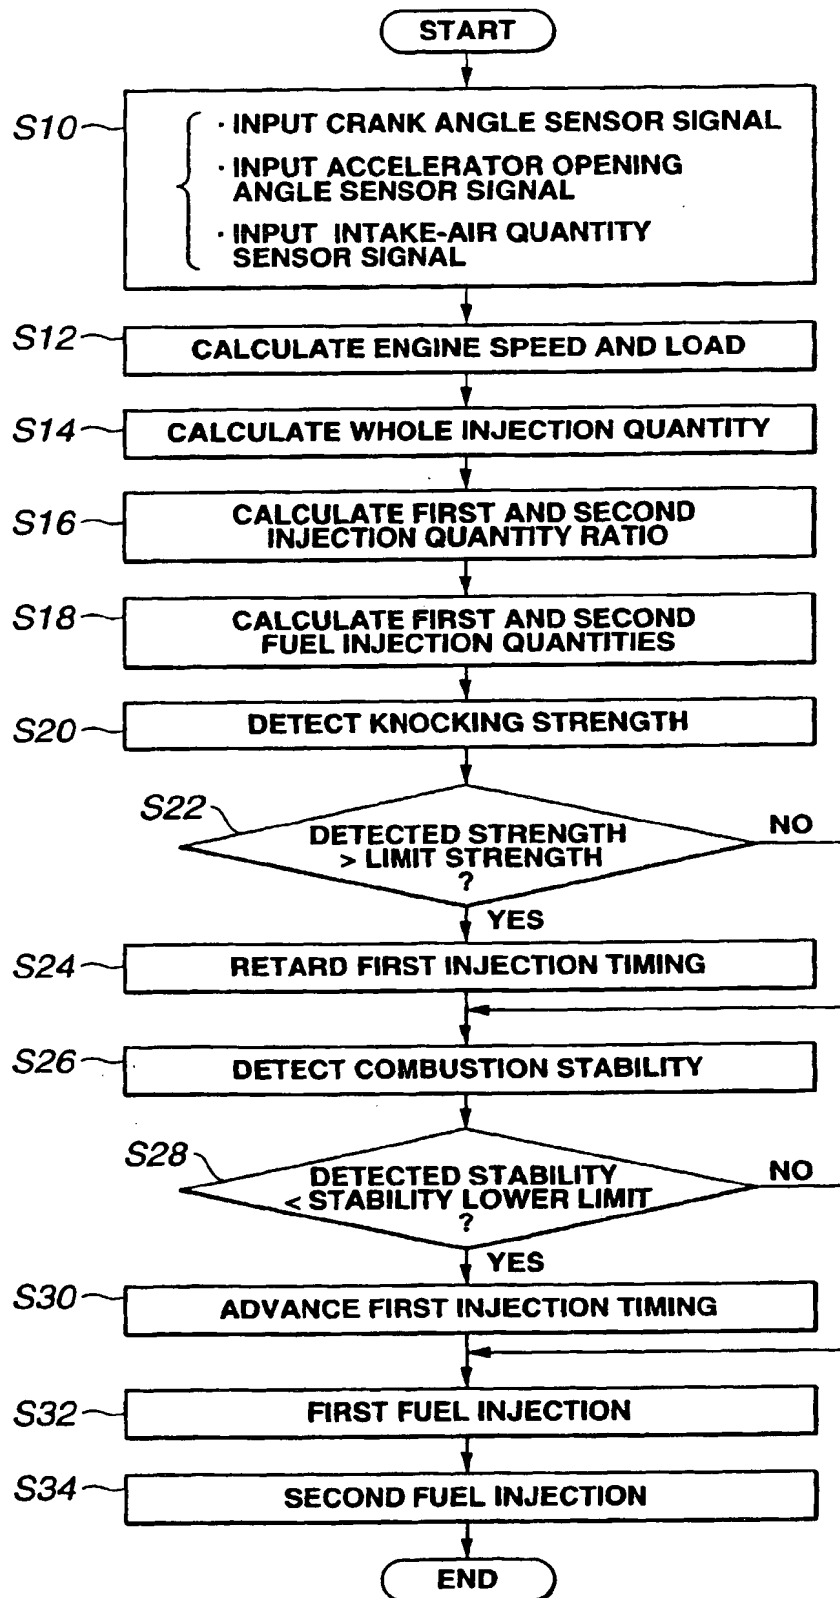 START
S10
· INPUT CRANK ANGLE SENSOR SIGNAL
· INPUT ACCELERATOR OPENING
ANGLE SENSOR SIGNAL
· INPUT INTAKE-AIR QUANTITY
SENSOR SIGNAL
S12
CALCULATE ENGINE SPEED AND LOAD
S14
CALCULATE WHOLE INJECTION QUANTITY
S16
CALCULATE FIRST AND SECOND
INJECTION QUANTITY RATIO
S18
CALCULATE FIRST AND SECOND
FUEL INJECTION QUANTITIES
S20
DETECT KNOCKING STRENGTH
S22
DETECTED STRENGTH
> LIMIT STRENGTH
?
NO
YES
S24
RETARD FIRST INJECTION TIMING
S26
DETECT COMBUSTION STABILITY
S28
DETECTED STABILITY
< STABILITY LOWER LIMIT
?
NO
YES
S30
ADVANCE FIRST INJECTION TIMING
S32
FIRST FUEL INJECTION
S34
SECOND FUEL INJECTION
END